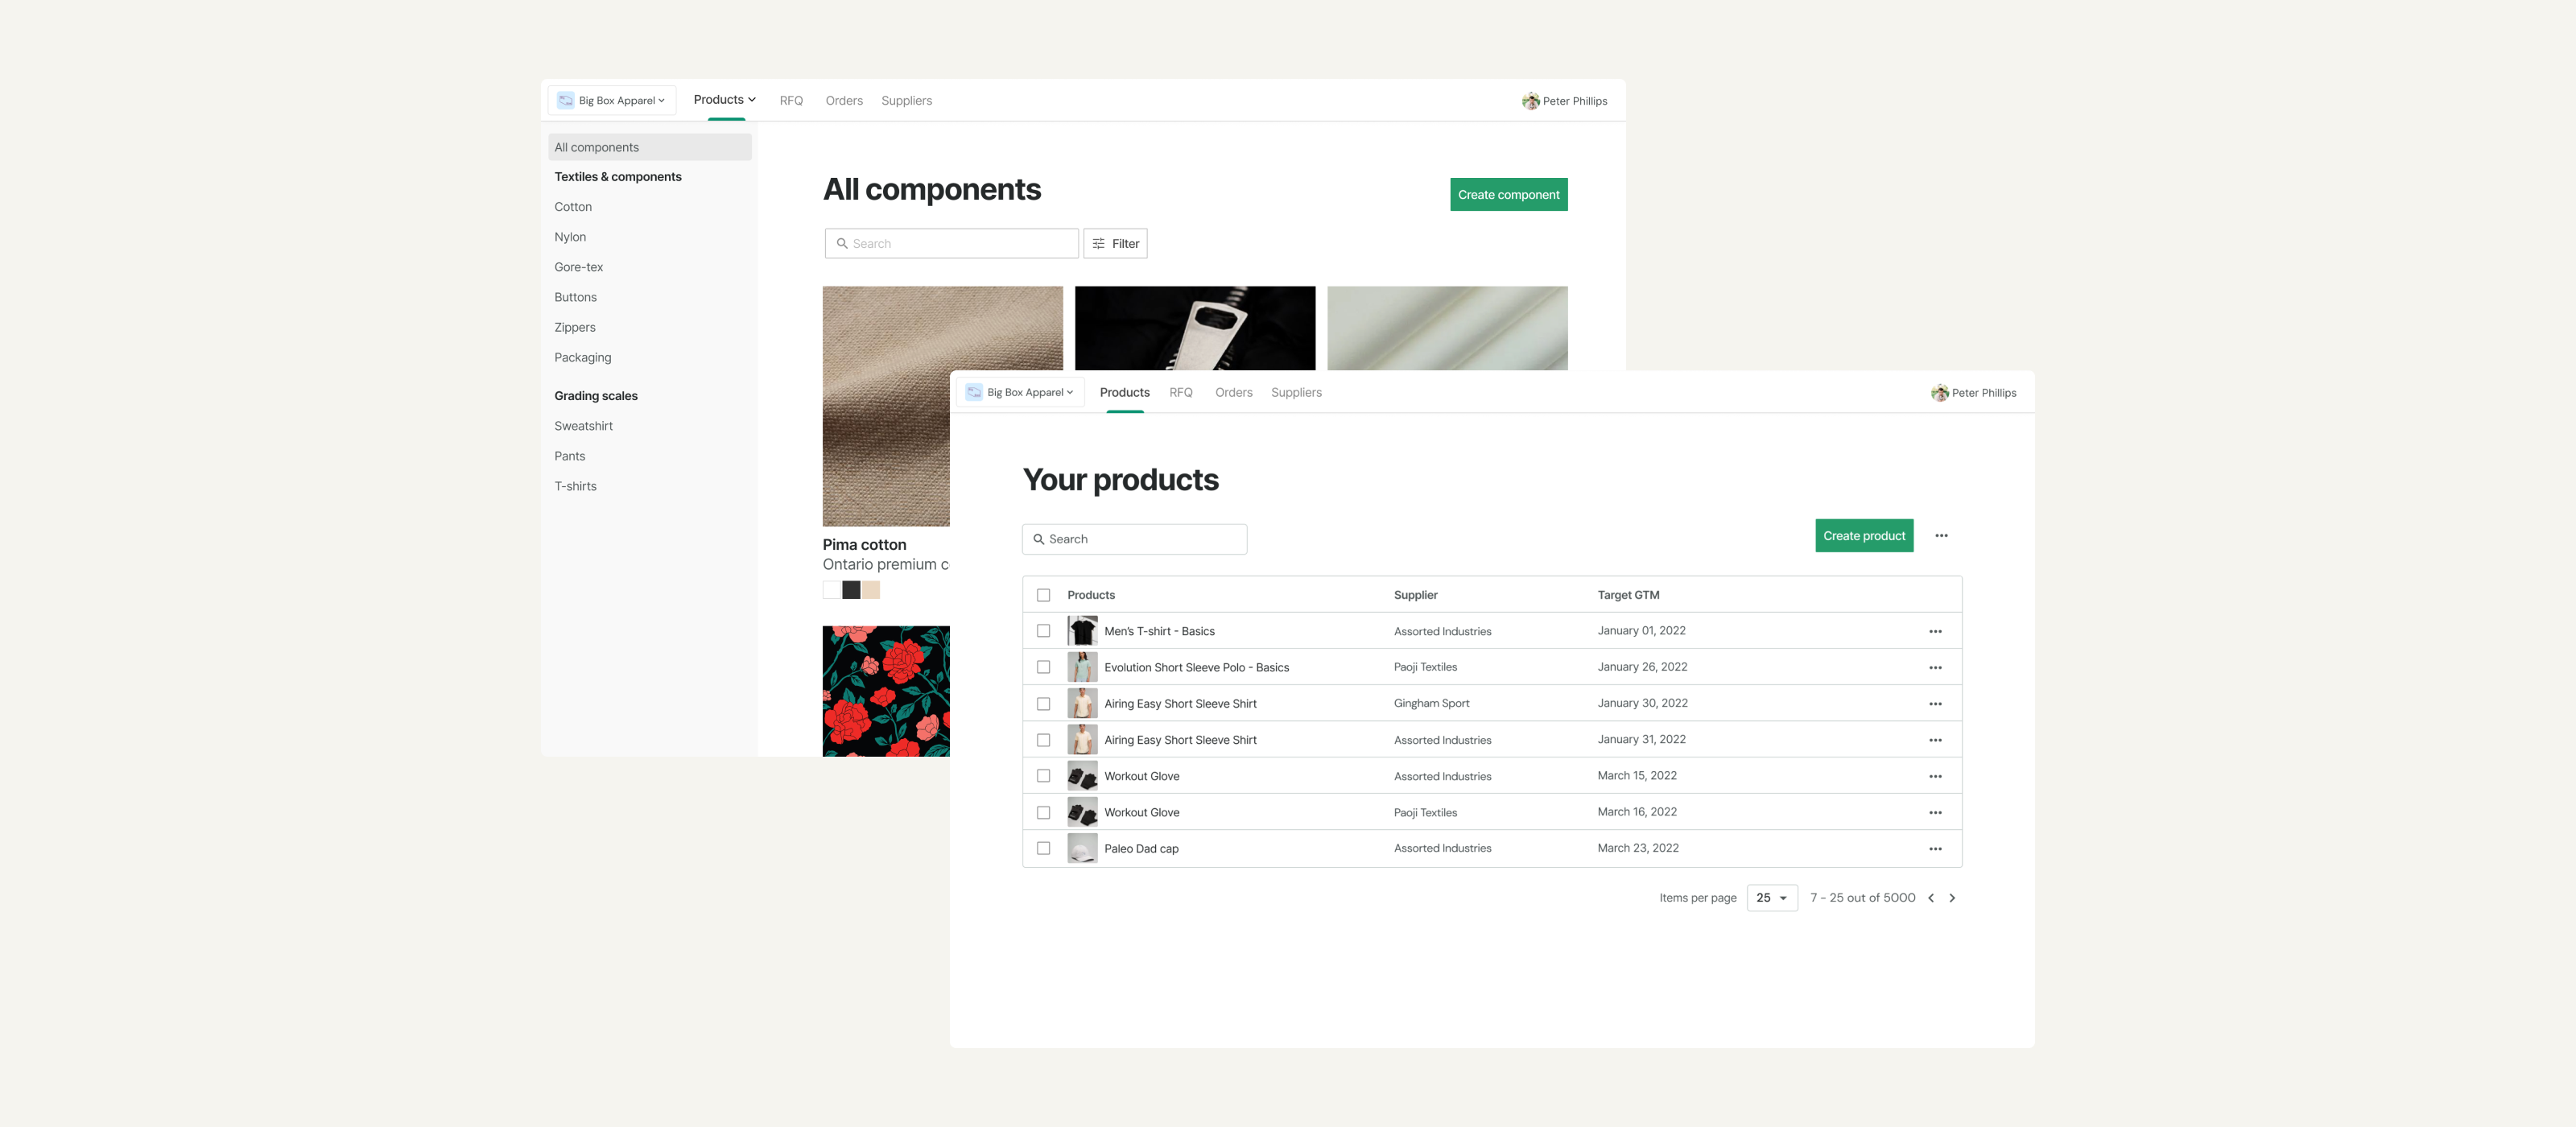 Big Box Apparel
Products
RFQ
Orders
Suppliers
Peter Phillips
All components
Textiles & components
Cotton
Nylon
Gore-tex
Buttons
Zippers
Packaging
Grading scales
Sweatshirt
Pants
T-shirts
All components
Create component
Search
Filter
Pima cotton
Ontario premium c
Big Box Apparel
Products
RFQ
Orders
Suppliers
Peter Phillips
Your products
Search
Create product
Products Supplier Target GTM
Men's T-shirt - Basics Assorted Industries January 01, 2022
Evolution Short Sleeve Polo - Basics Paoji Textiles January 26, 2022
Airing Easy Short Sleeve Shirt Gingham Sport January 30, 2022
Airing Easy Short Sleeve Shirt Assorted Industries January 31, 2022
Workout Glove Assorted Industries March 15, 2022
Workout Glove Paoji Textiles March 16, 2022
Paleo Dad cap Assorted Industries March 23, 2022
Items per page 25 7 - 25 out of 5000